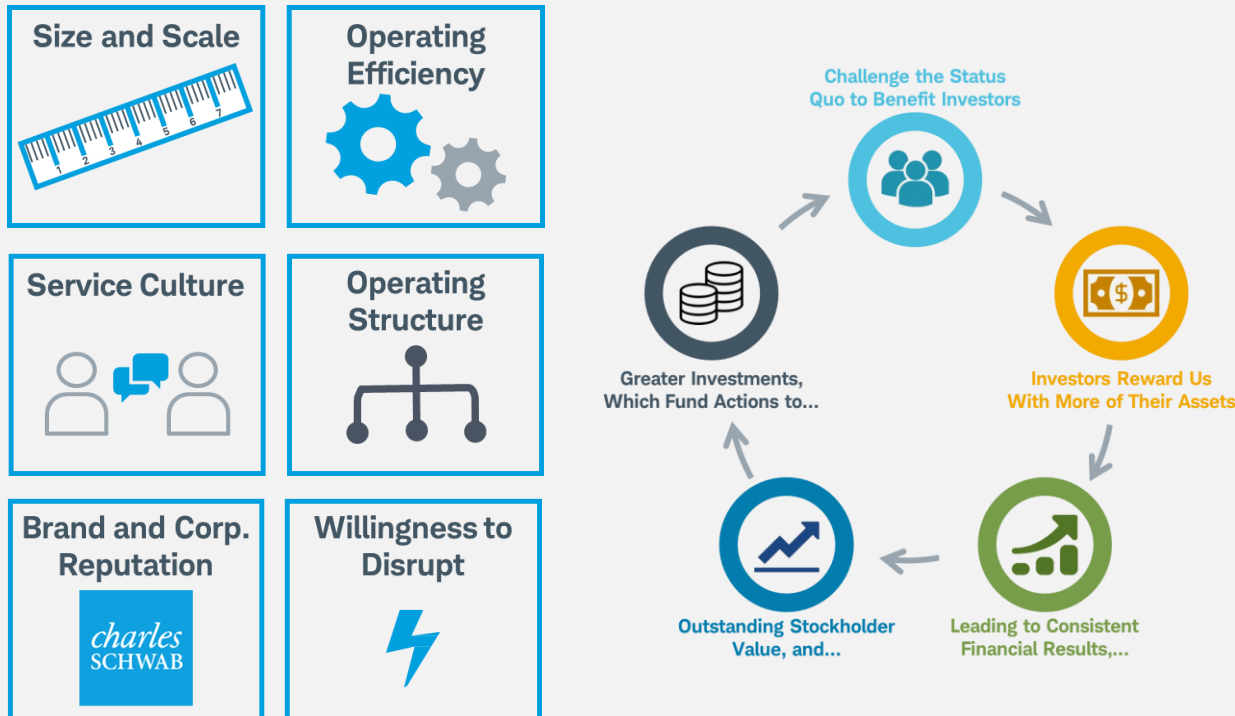 Size and Scale
1 2 3 4 5 6 7
Operating
Efficiency
Service Culture
Operating
Structure
Brand and Corp.
Reputation
charles
SCHWAB
Willingness to
Disrupt
Challenge the Status
Quo to Benefit Investors
$
Investors Reward Us
With More of Their Assets
Leading to Consistent
Financial Results,...
Outstanding Stockholder
Value, and...
Greater Investments,
Which Fund Actions to...